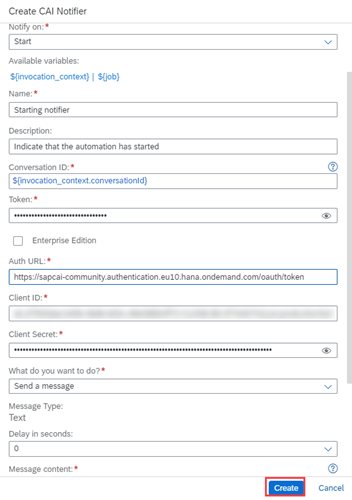 Create CAI Notifier
Notify on:*
Start
Available variables:
${invocation_context} | ${job}
Name:*
Starting notifier
Description:
Indicate that the automation has started
Conversation ID:*
${invocation_context.conversationId}
Token:*
Enterprise Edition
Auth URL:*
https://sapcai-community.authentication.eu10.hana.ondemand.com/oauth/token
Client ID:*
Client Secret:*
What do you want to do?*
Send a message
Message Type:
Text
Delay in seconds:
0
Message content:*
Create Cancel